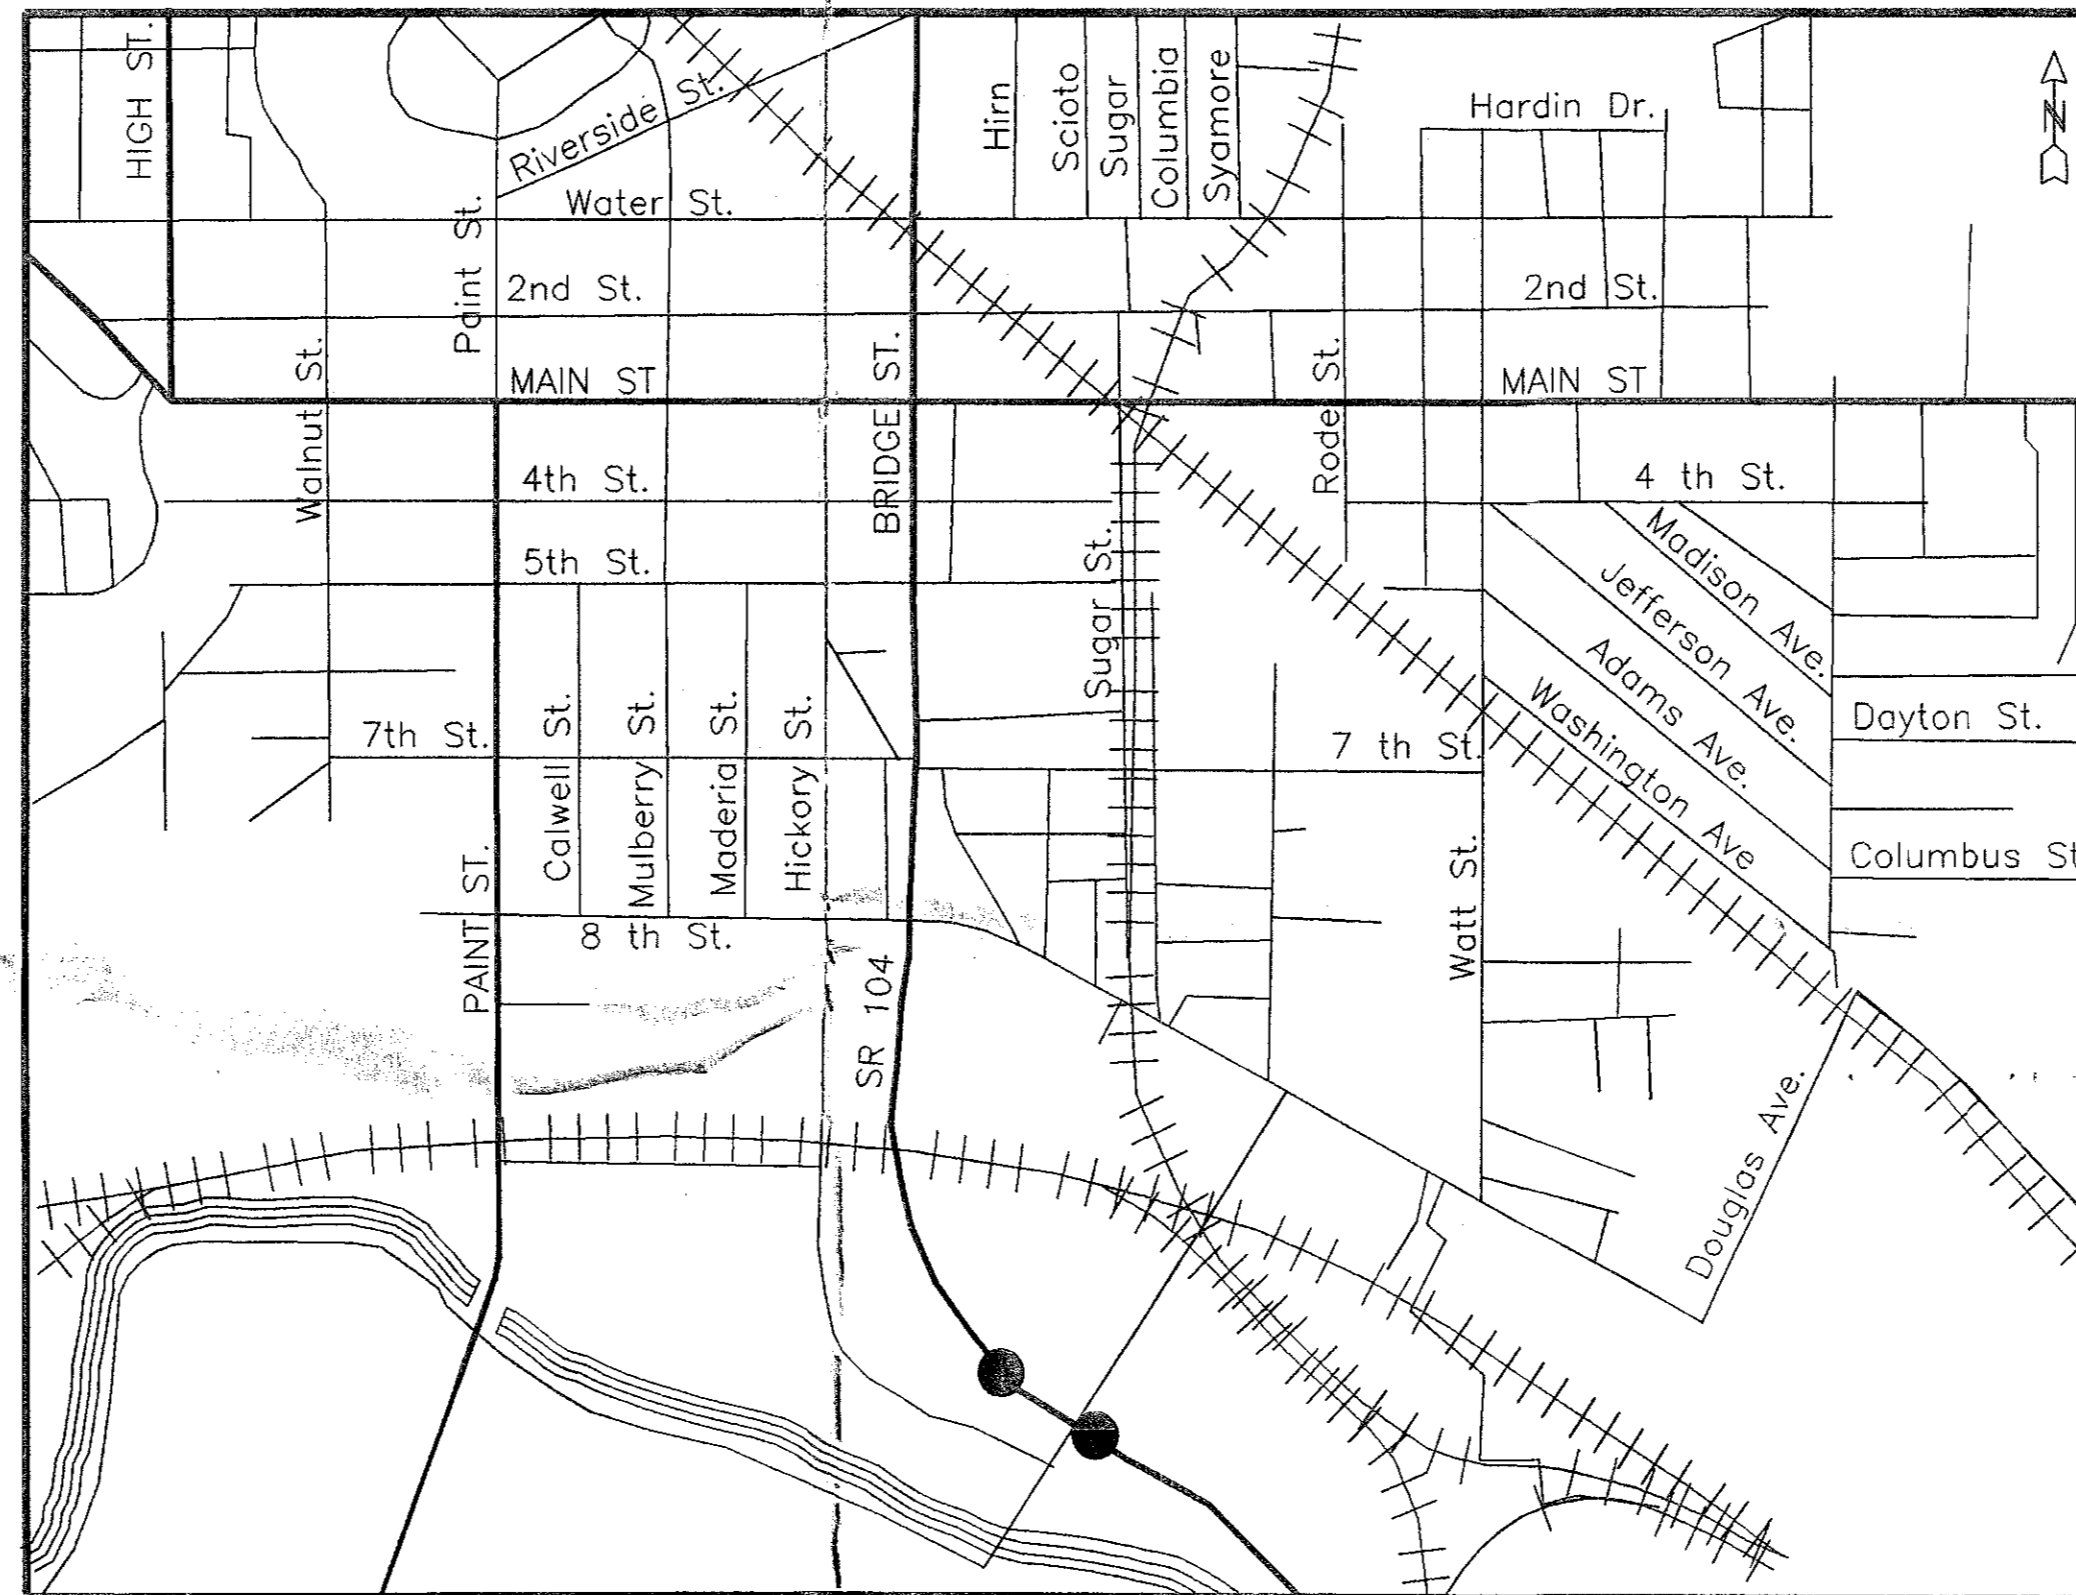 HIGH ST.
Riverside St.
Hirn
Scioto
Sugar
Columbia
Syamore
Hardin Dr.
N
Water St.
Paint St.
2nd St.
2nd St.
Walnut St.
MAIN ST
BRIDGE ST.
Rode St.
MAIN ST
4th St.
4 th St.
5th St.
Sugar St.
Madison Ave.
Jefferson Ave.
Adams Ave.
Washington Ave
7th St.
Calwell St.
Mulberry St.
Maderia St.
Hickory St.
7 th St.
Dayton St.
Columbus St
Watt St.
PAINT ST.
8 th St.
SR 104
Douglas Ave.